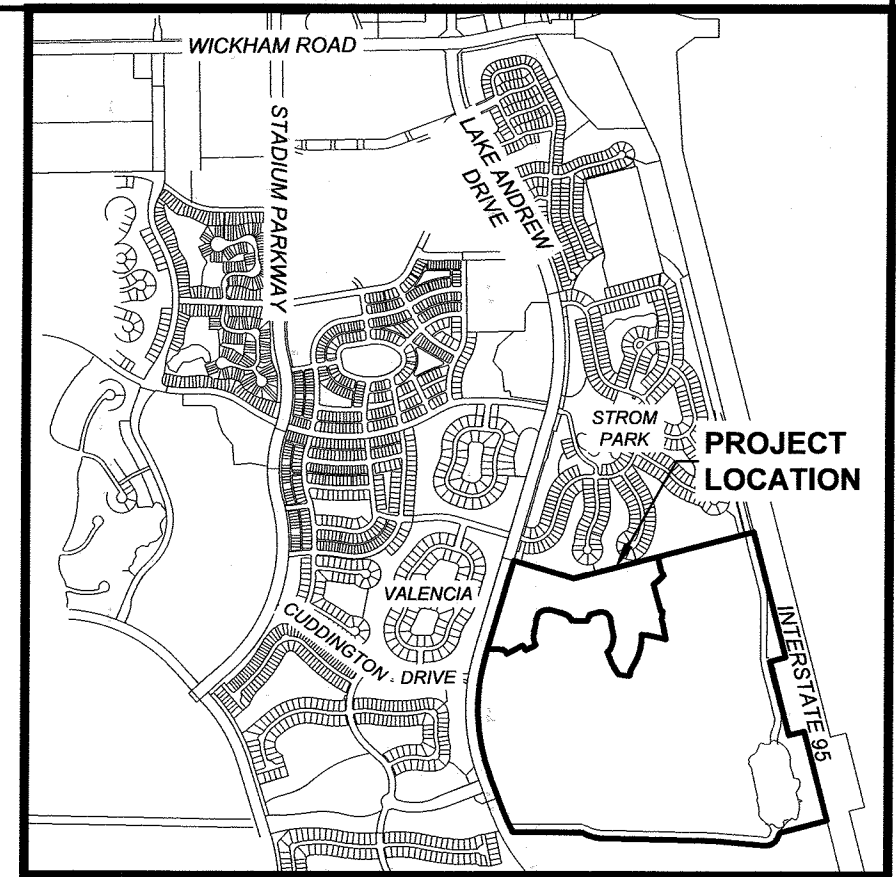 WICKHAM ROAD
STADIUM PARKWAY
LAKE ANDREW
DRIVE
STROM
PARK
PROJECT
LOCATION
VALENCIA
CUDDINGTON DRIVE
INTERSTATE 95